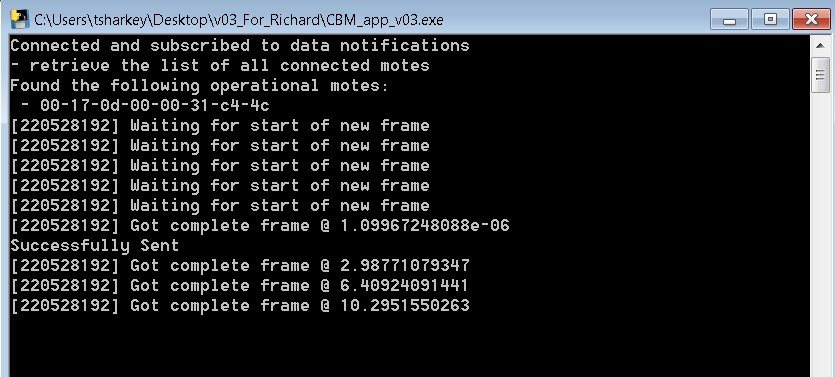 C:\Users\tsharkey\Desktop\v03_For_Richard\CBM_app_v03.exe
Connected and subscribed to data notifications
- retrieve the list of all connected motes
Found the following operational motes:
- 00-17-0d-00-00-31-c4-4c
[220528192] Waiting for start of new frame
[220528192] Waiting for start of new frame
[220528192] Waiting for start of new frame
[220528192] Waiting for start of new frame
[220528192] Waiting for start of new frame
[220528192] Got complete frame @ 1.09967248088e-06
Successfully Sent
[220528192] Got complete frame @ 2.98771079347
[220528192] Got complete frame @ 6.40924091441
[220528192] Got complete frame @ 10.2951550263